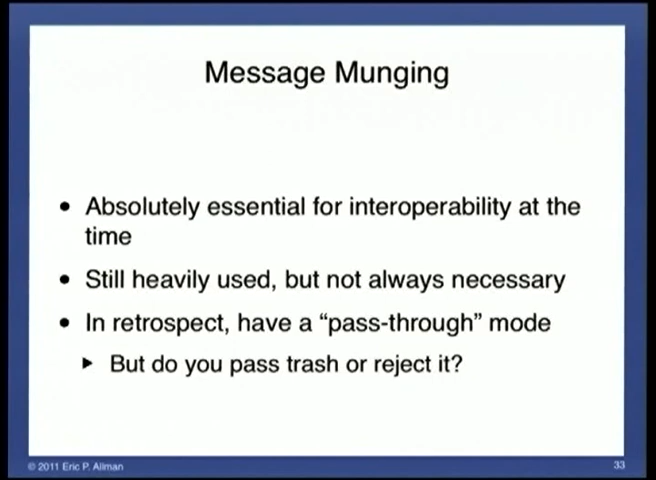 Message Munging
• Absolutely essential for interoperability at the
time
• Still heavily used, but not always necessary
• In retrospect, have a “pass-through” mode
▸ But do you pass trash or reject it?
© 2011 Eric P. Allman
33